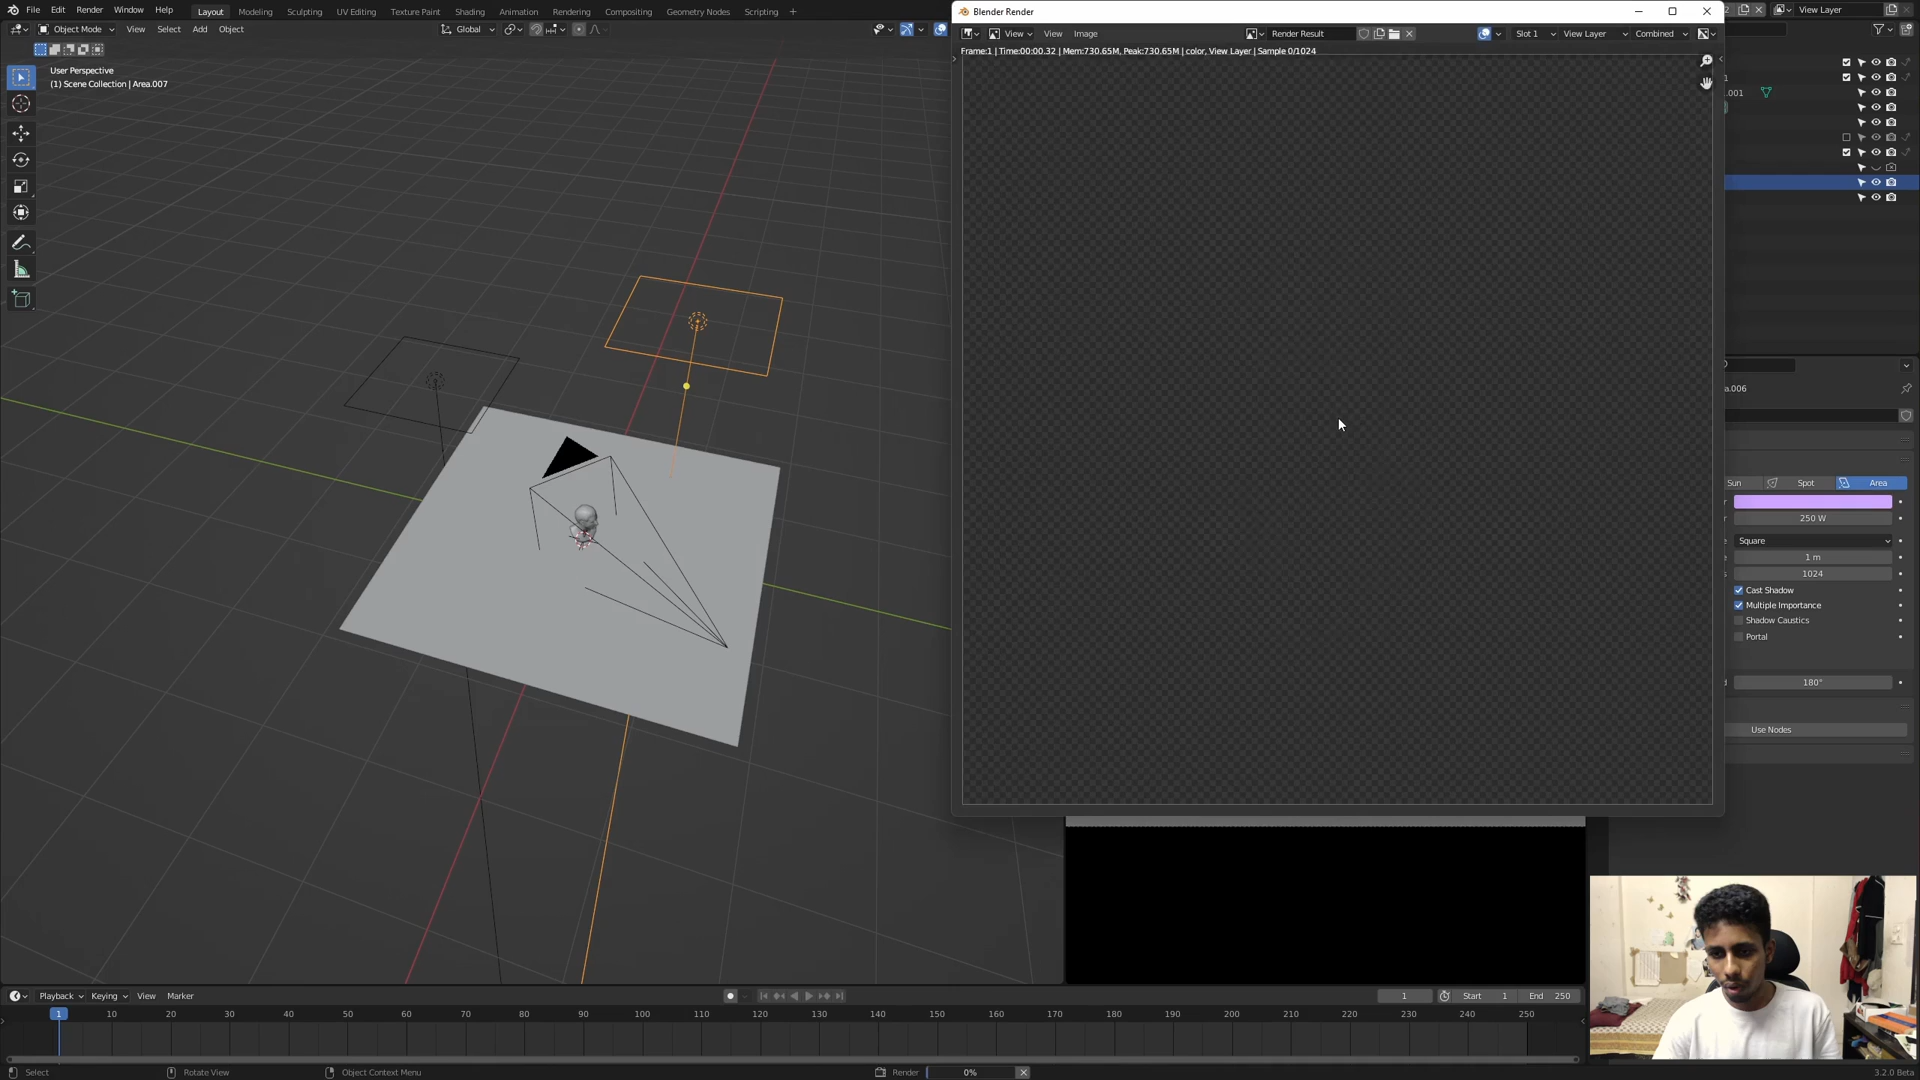 File Edit Render Window Help Layout Modeling Sculpting UV Editing Texture Paint Shading Animation Rendering Compositing Geometry Nodes Scripting +
Blender Render
View Layer
Object Mode View Select Add Object Global
View View Image Render Result Slot 1 View Layer Combined
Frame:1 | Time:00:00.32 | Mem:730.65M, Peak:730.65M | color, View Layer | Sample 0/1024
User Perspective
(1) Scene Collection | Area.007
.001
a.006
Sun Spot Area
250 W
Square
1 m
1024
Cast Shadow
Multiple Importance
Shadow Caustics
Portal
180°
Use Nodes
Playback Keying View Marker 1 Start 1 End 250
1 10 20 30 40 50 60 70 80 90 100 110 120 130 140 150 160 170 180 190 200 210 220 230 240 250
Select Rotate View Object Context Menu Render 0% 3.2.0 Beta